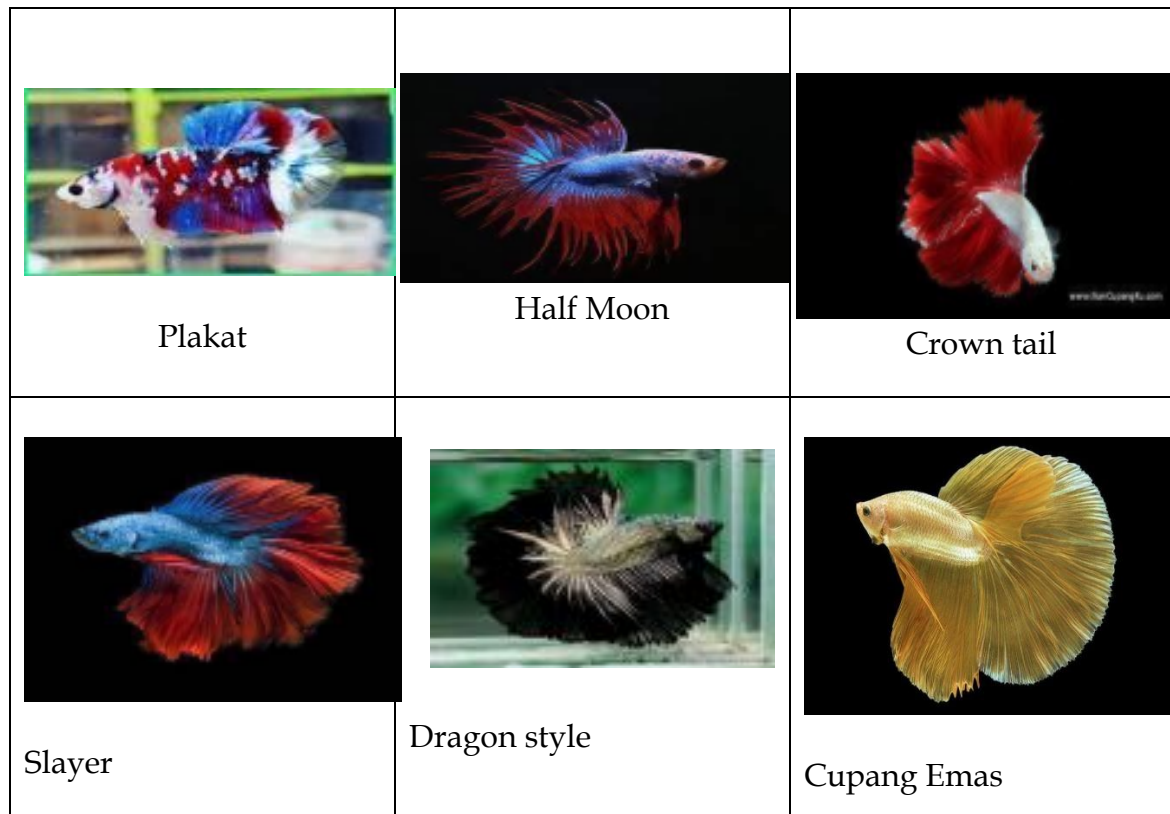 Plakat
Half Moon
Crown tail
Slayer
Dragon style
Cupang Emas